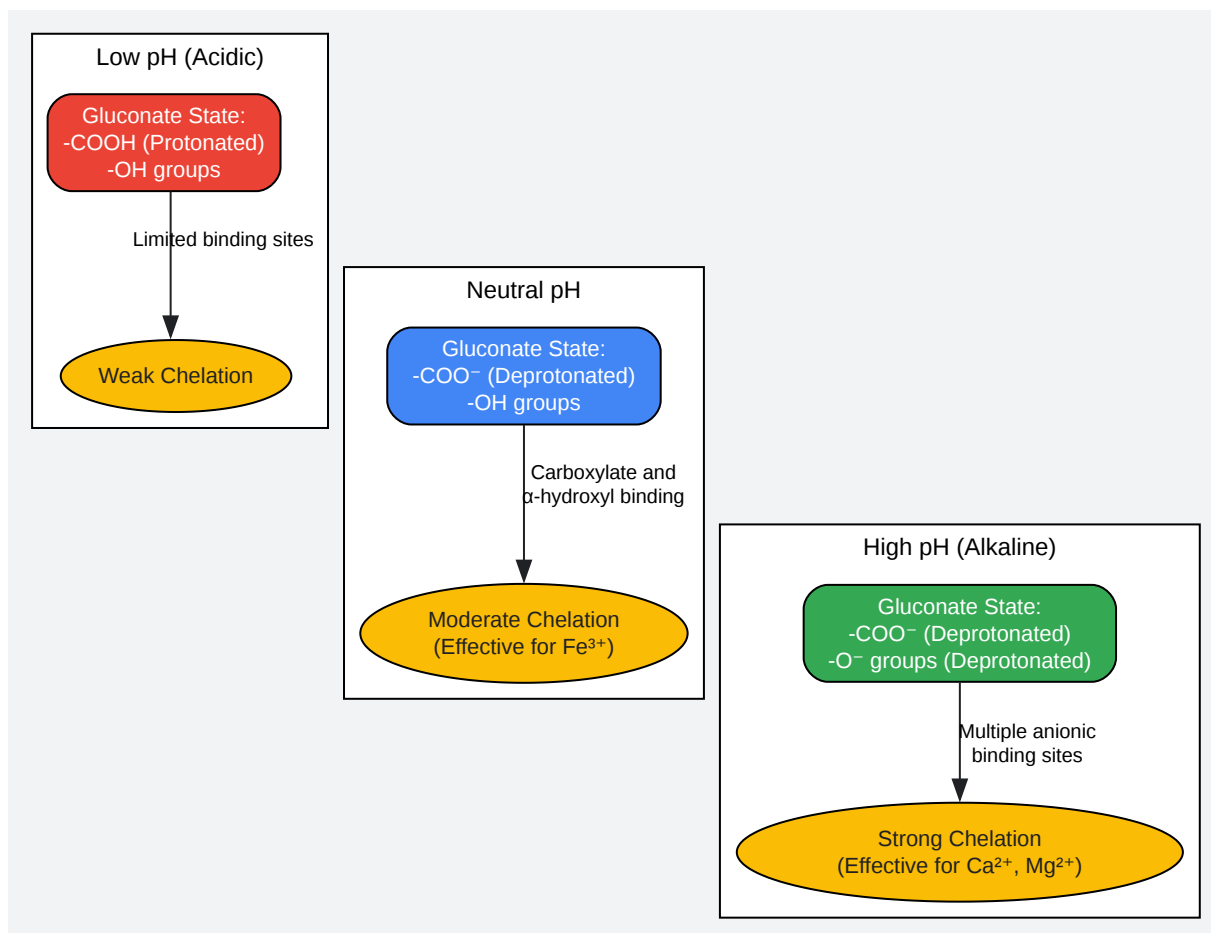 Low pH (Acidic)
Gluconate State:
-COOH (Protonated)
-OH groups
Limited binding sites
Weak Chelation
Neutral pH
Gluconate State:
-COO⁻ (Deprotonated)
-OH groups
Carboxylate and
α-hydroxyl binding
Moderate Chelation
(Effective for Fe³⁺)
High pH (Alkaline)
Gluconate State:
-COO⁻ (Deprotonated)
-O⁻ groups (Deprotonated)
Multiple anionic
binding sites
Strong Chelation
(Effective for Ca²⁺, Mg²⁺)